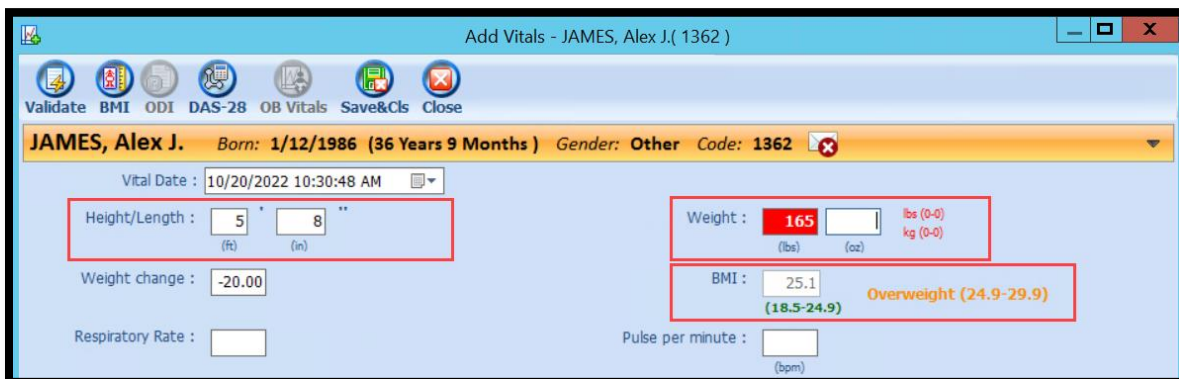 Add Vitals - JAMES, Alex J.( 1362 )
X
Validate BMI ODI DAS-28 OB Vitals Save&Cls Close
JAMES, Alex J. Born: 1/12/1986 (36 Years 9 Months ) Gender: Other Code: 1362
Vital Date : 10/20/2022 10:30:48 AM
Height/Length : 5 ' 8 " Weight : 165 lbs (0-0)
kg (0-0)
(ft) (in) (lbs) (oz)
Weight change : -20.00 BMI : 25.1 Overweight (24.9-29.9)
(18.5-24.9)
Respiratory Rate : Pulse per minute :
(bpm)